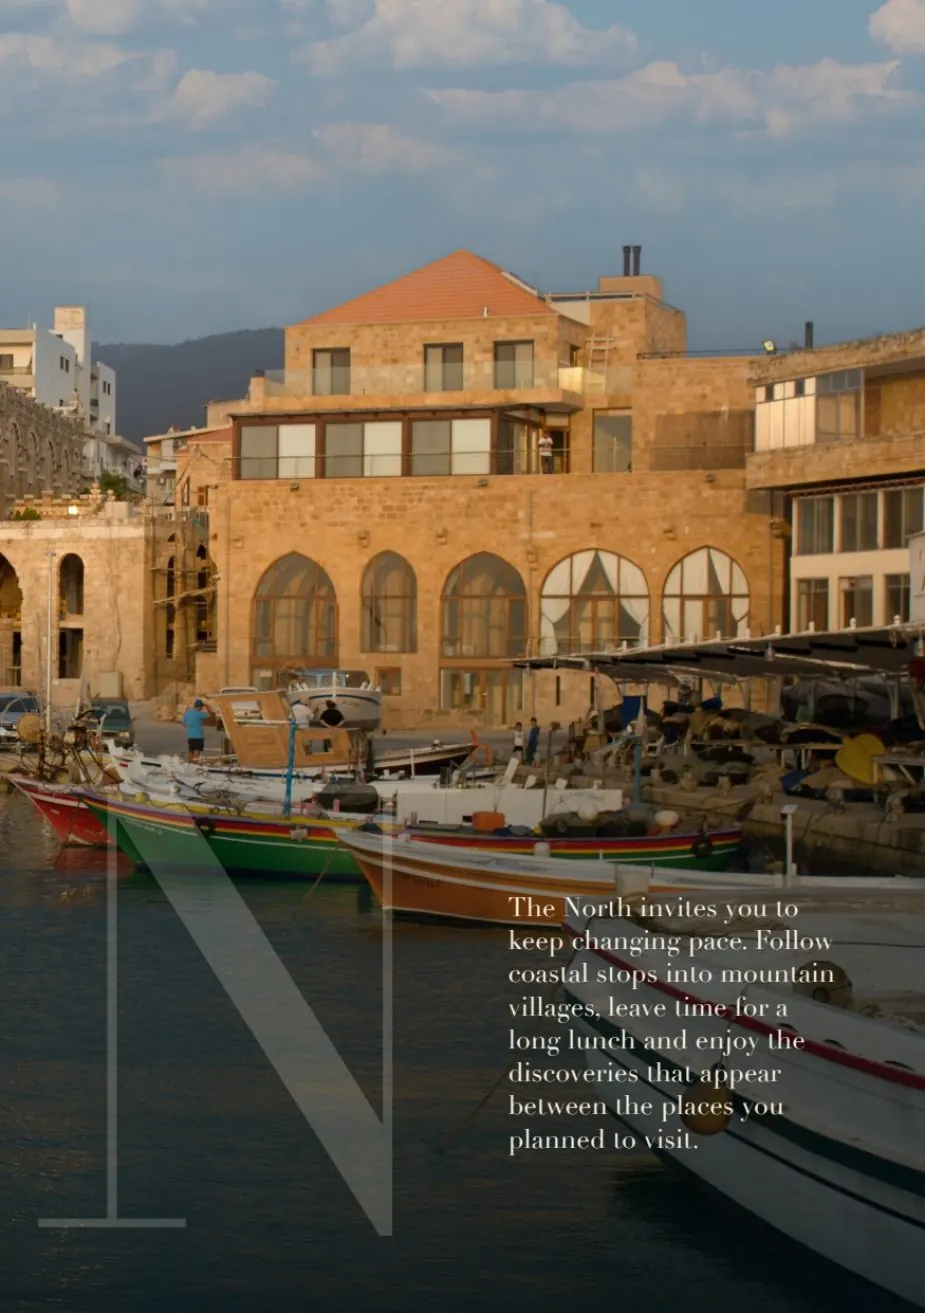 N
The North invites you to
keep changing pace. Follow
coastal stops into mountain
villages, leave time for a
long lunch and enjoy the
discoveries that appear
between the places you
planned to visit.